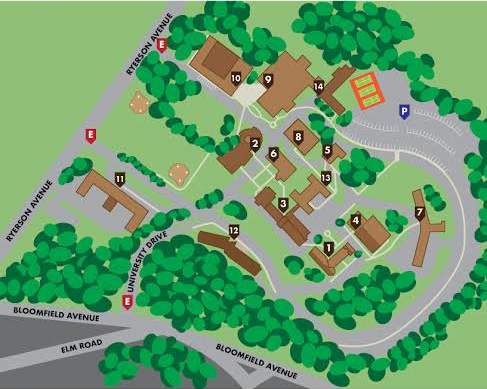 RYERSON AVENUE
E
10
9
14
P
E
8
2
5
6
11
13
3
7
4
12
1
RYERSON AVENUE
UNIVERSITY DRIVE
E
BLOOMFIELD AVENUE
ELM ROAD
BLOOMFIELD AVENUE